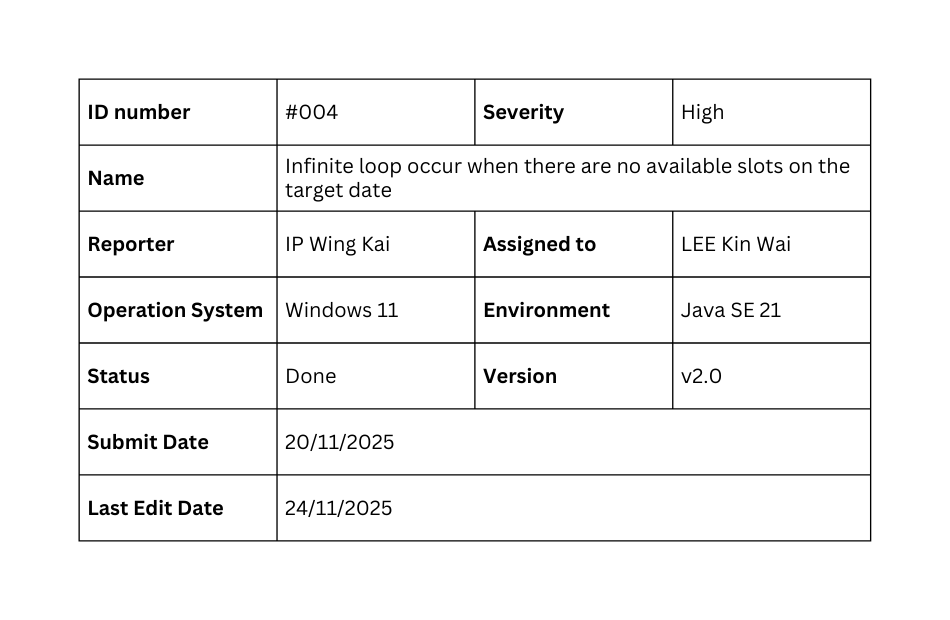 ID number #004 Severity High
Name Infinite loop occur when there are no available slots on the
target date
Reporter IP Wing Kai Assigned to LEE Kin Wai
Operation System Windows 11 Environment Java SE 21
Status Done Version v2.0
Submit Date 20/11/2025
Last Edit Date 24/11/2025